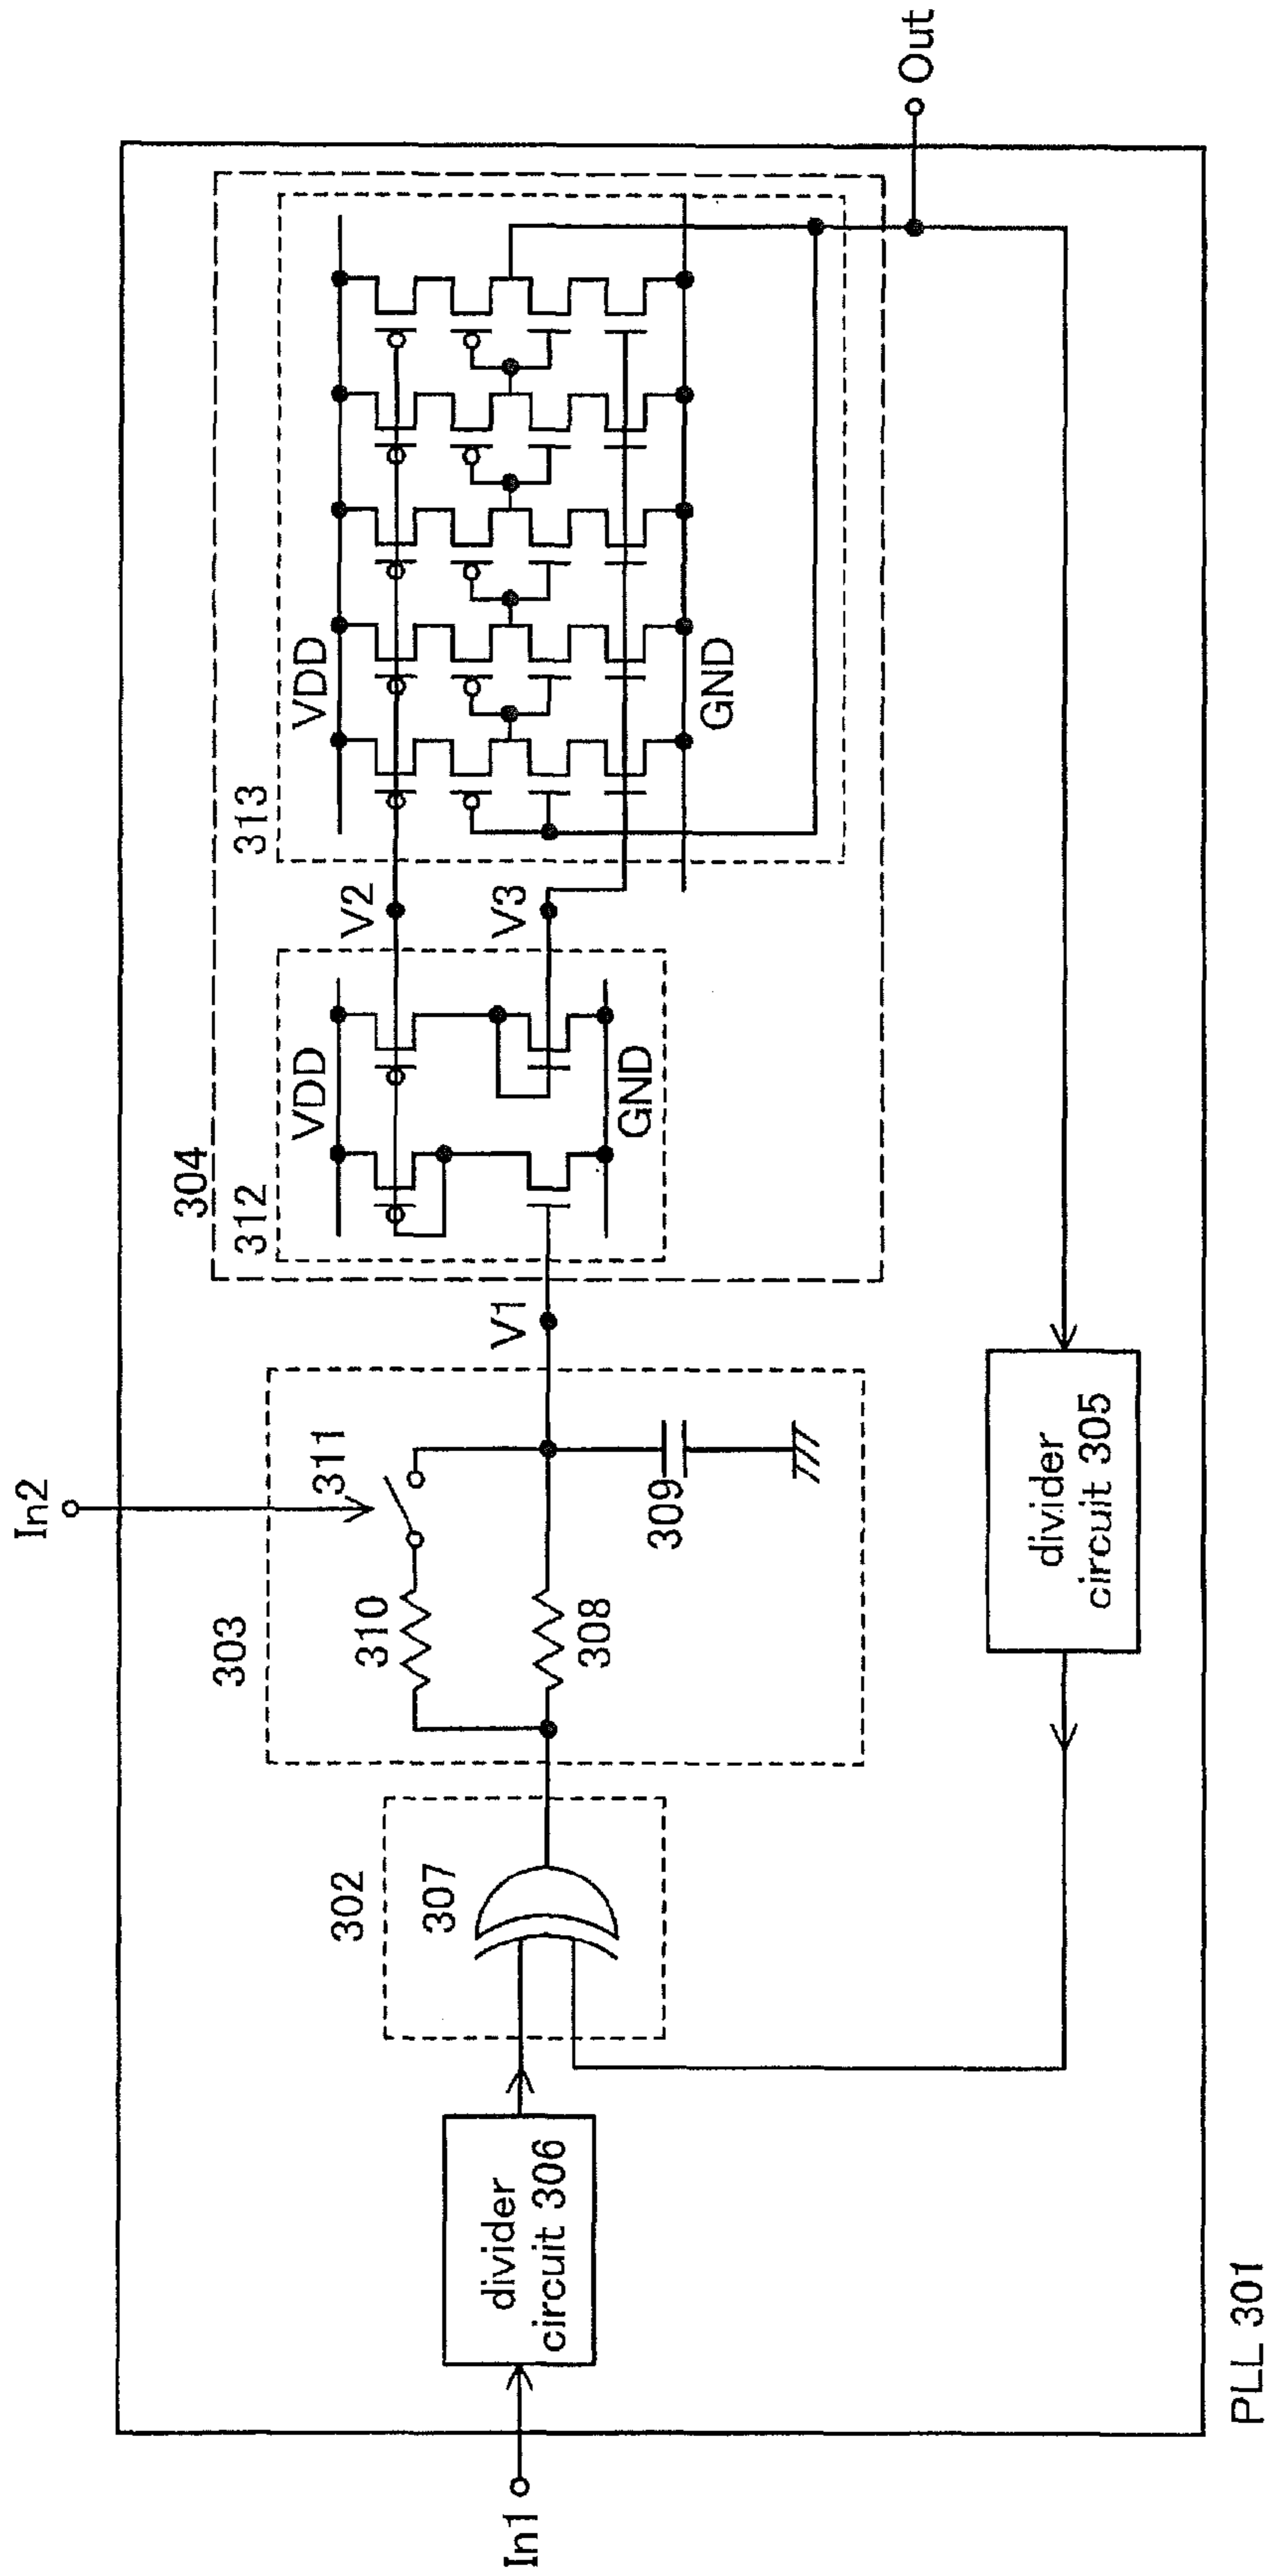 In1
divider
circuit 306
302
307
303
310
308
In2
311
309
V1
304
312
VDD
GND
V2
V3
313
VDD
GND
Out
divider
circuit 305
PLL 301